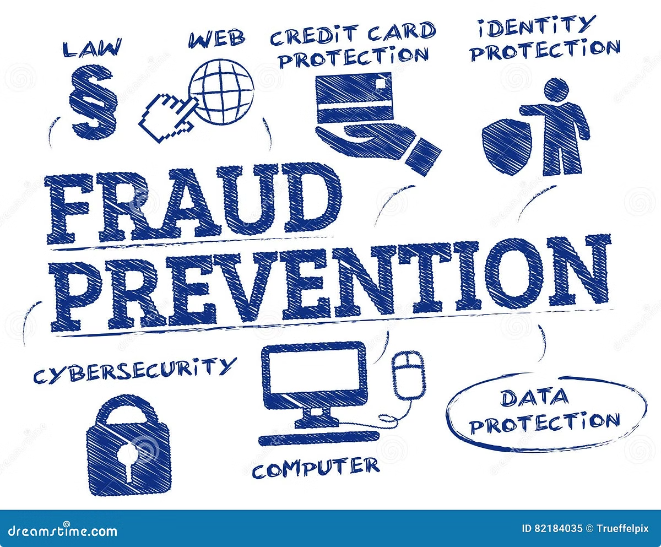 LAW
WEB
CREDIT CARD
PROTECTION
iDENTiTY
PROTECTiON
§
FRAUD
PREVENTION
CYBERSECURiTY
COMPUTER
DATA
PROTECTiON
dreamstime.com
ID 82184035 © Trueffelpix